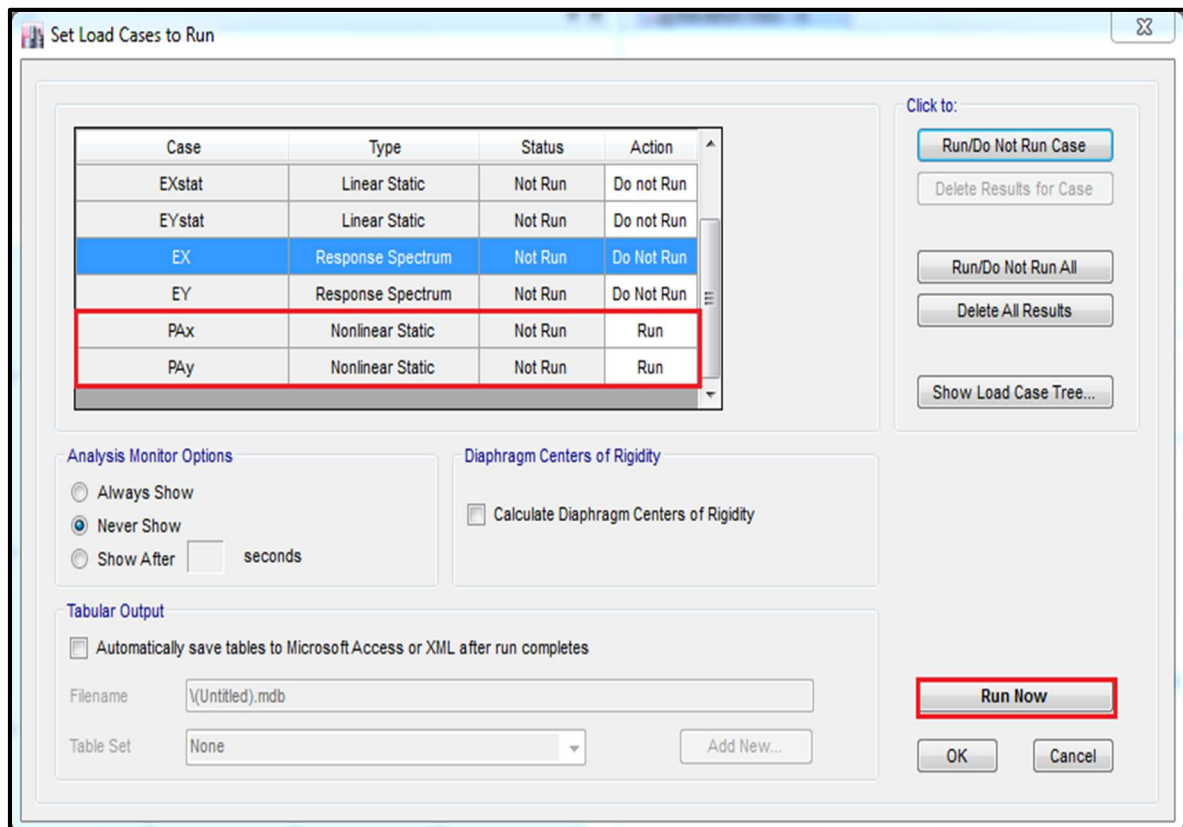 Set Load Cases to Run
Click to:
Case Type Status Action
EXstat Linear Static Not Run Do not Run
EYstat Linear Static Not Run Do not Run
EX Response Spectrum Not Run Do Not Run
EY Response Spectrum Not Run Do Not Run
PAx Nonlinear Static Not Run Run
PAy Nonlinear Static Not Run Run
Run/Do Not Run Case
Delete Results for Case
Run/Do Not Run All
Delete All Results
Show Load Case Tree...
Analysis Monitor Options
Always Show
Never Show
Show After seconds
Diaphragm Centers of Rigidity
Calculate Diaphragm Centers of Rigidity
Tabular Output
Automatically save tables to Microsoft Access or XML after run completes
Filename \(Untitled).mdb
Table Set None Add New...
Run Now
OK Cancel